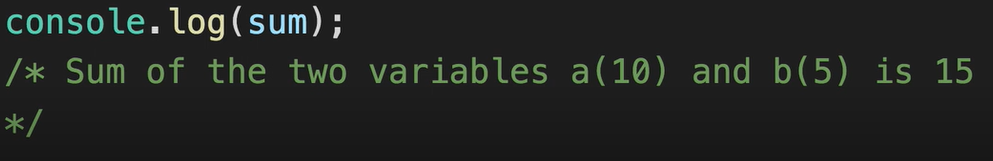 console.log(sum);
/* Sum of the two variables a(10) and b(5) is 15
*/